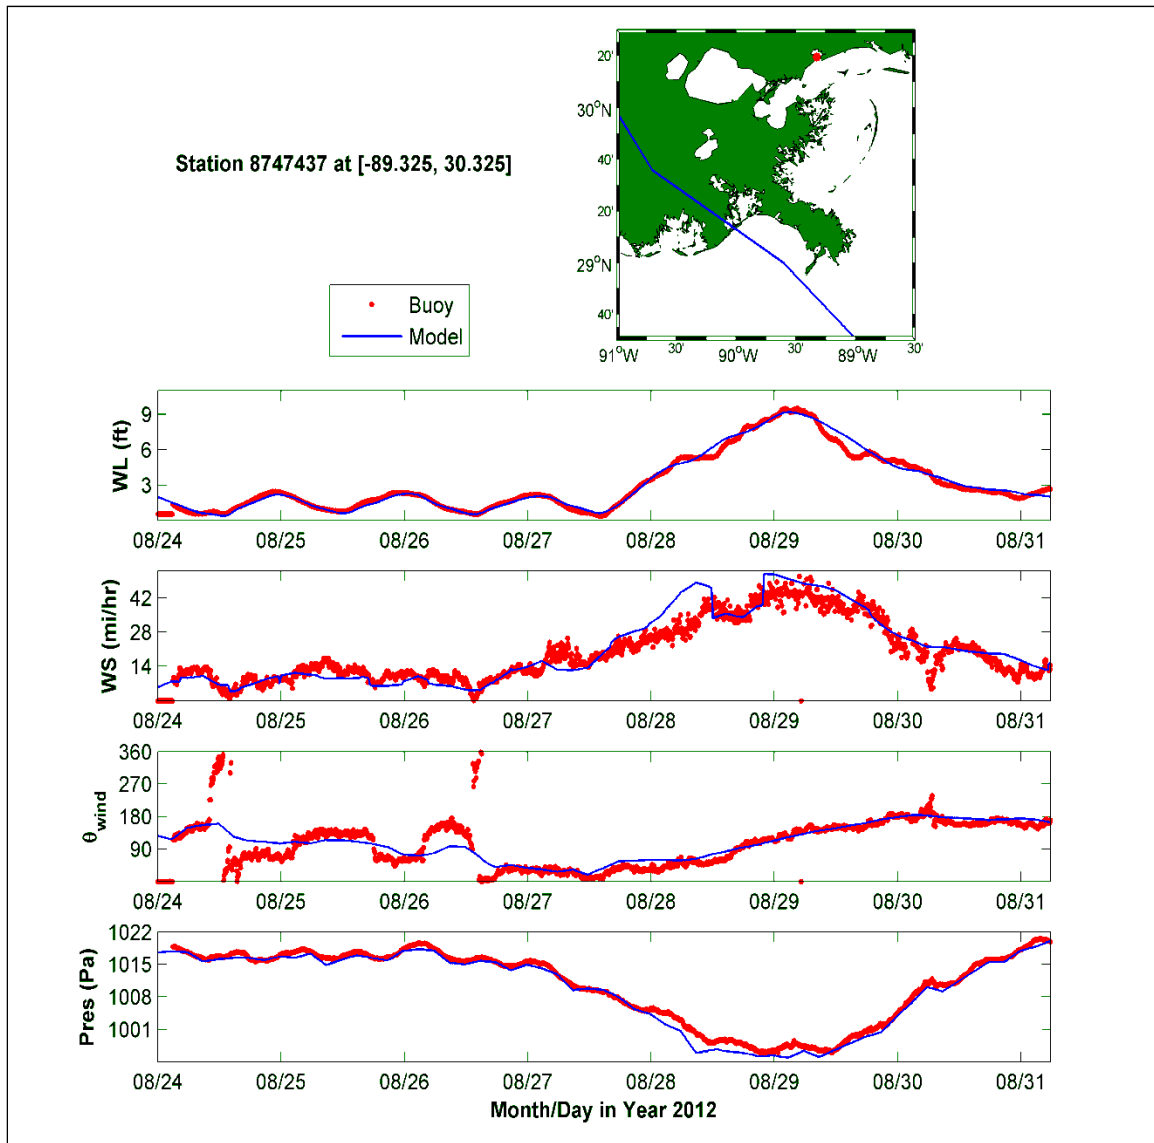 Station 8747437 at [-89.325, 30.325]
20'
30°N
40'
20'
29°N
40'
91°W 30' 90°W 30' 89°W 30'
Buoy
Model
WL (ft)
9
6
3
08/24 08/25 08/26 08/27 08/28 08/29 08/30 08/31
WS (mi/hr)
42
28
14
08/24 08/25 08/26 08/27 08/28 08/29 08/30 08/31
θwind
360
270
180
90
08/24 08/25 08/26 08/27 08/28 08/29 08/30 08/31
Pres (Pa)
1022
1015
1008
1001
08/24 08/25 08/26 08/27 08/28 08/29 08/30 08/31
Month/Day in Year 2012